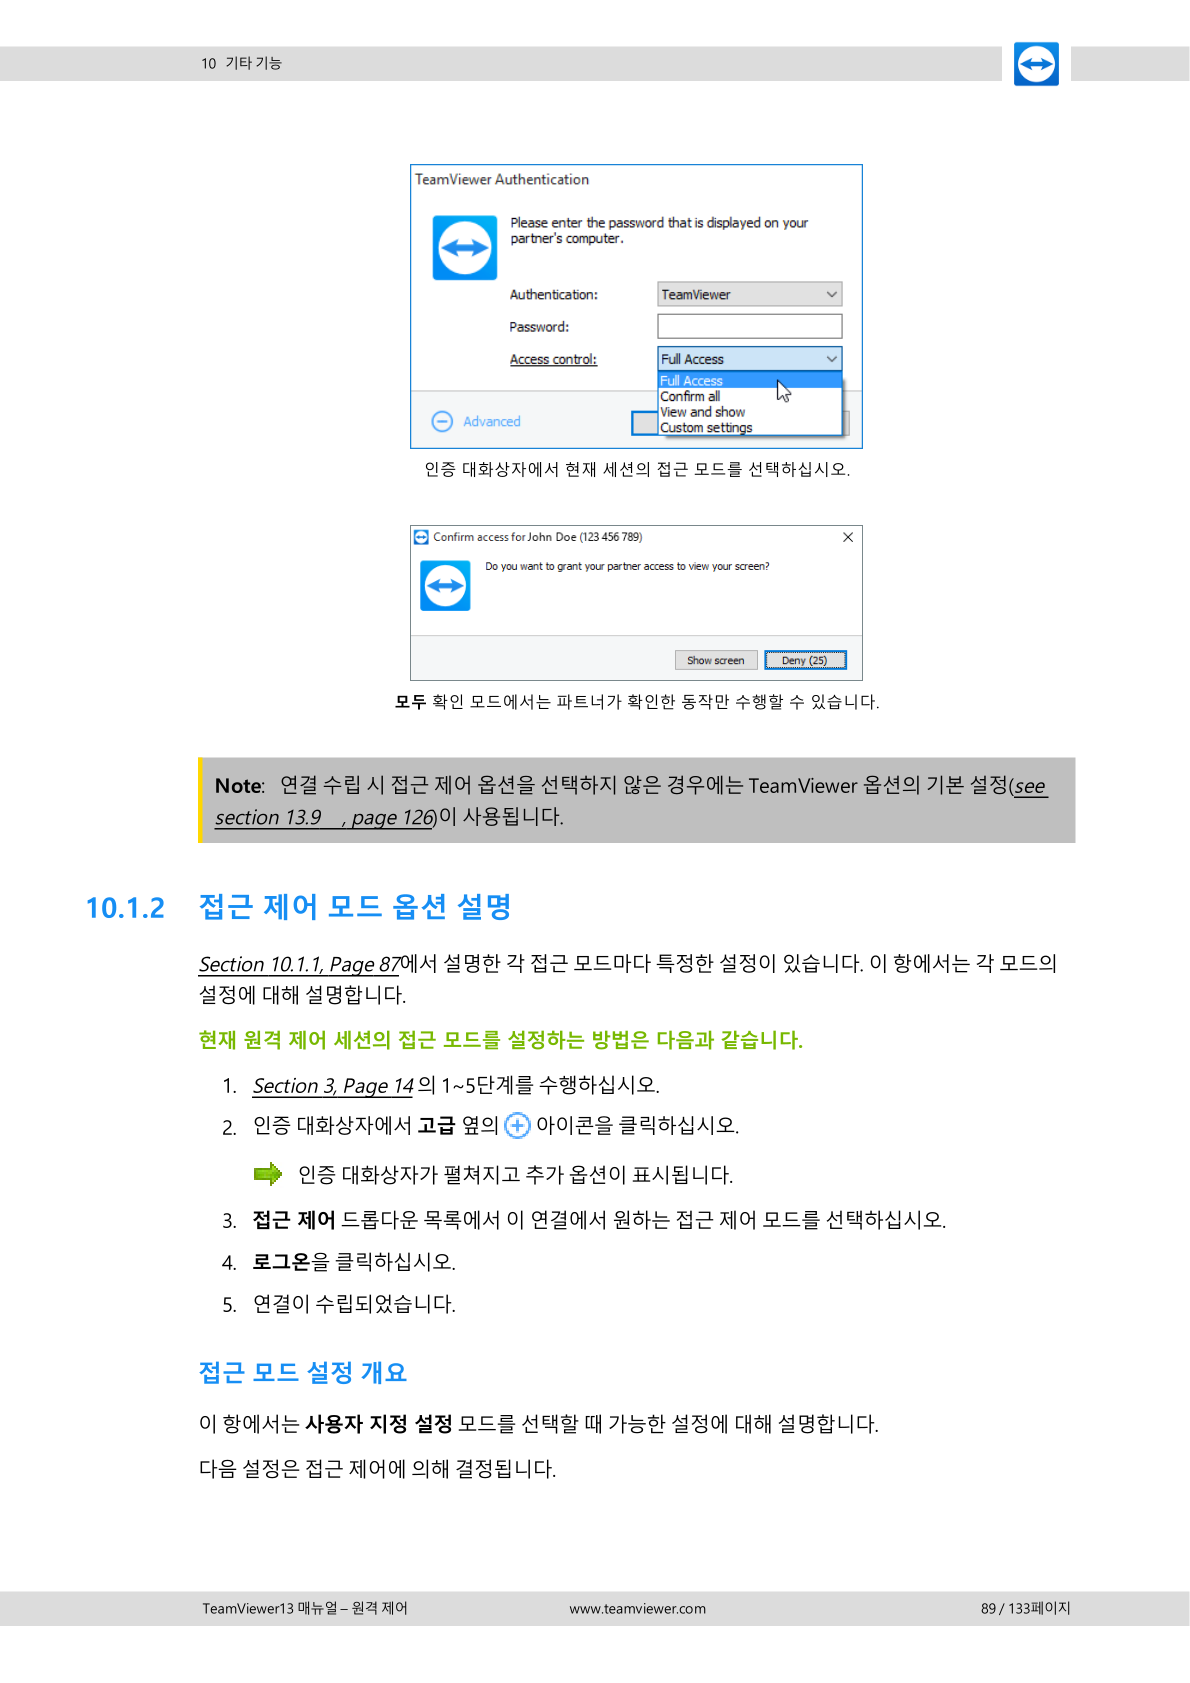 10 기타 기능
TeamViewer Authentication
Please enter the password that is displayed on your
partner's computer.
Authentication: TeamViewer
Password:
Access control: Full Access
Full Access
Confirm all
View and show
Custom settings
Advanced
인증 대화상자에서 현재 세션의 접근 모드를 선택하십시오.
Confirm access for John Doe (123 456 789)
Do you want to grant your partner access to view your screen?
Show screen Deny (25)
모두 확인 모드에서는 파트너가 확인한 동작만 수행할 수 있습니다.
Note: 연결 수립 시 접근 제어 옵션을 선택하지 않은 경우에는 TeamViewer 옵션의 기본 설정(see
section 13.9 , page 126)이 사용됩니다.
10.1.2 접근 제어 모드 옵션 설명
Section 10.1.1, Page 87에서 설명한 각 접근 모드마다 특정한 설정이 있습니다. 이 항에서는 각 모드의
설정에 대해 설명합니다.
현재 원격 제어 세션의 접근 모드를 설정하는 방법은 다음과 같습니다.
1. Section 3, Page 14 의 1~5단계를 수행하십시오.
2. 인증 대화상자에서 고급 옆의 아이콘을 클릭하십시오.
인증 대화상자가 펼쳐지고 추가 옵션이 표시됩니다.
3. 접근 제어 드롭다운 목록에서 이 연결에서 원하는 접근 제어 모드를 선택하십시오.
4. 로그온을 클릭하십시오.
5. 연결이 수립되었습니다.
접근 모드 설정 개요
이 항에서는 사용자 지정 설정 모드를 선택할 때 가능한 설정에 대해 설명합니다.
다음 설정은 접근 제어에 의해 결정됩니다.
TeamViewer13 매뉴얼 – 원격 제어 www.teamviewer.com 89 / 133페이지